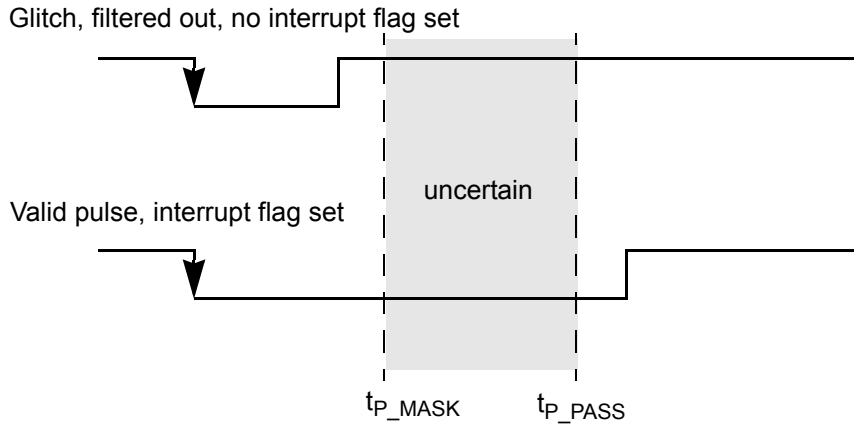 Glitch, filtered out, no interrupt flag set
uncertain
Valid pulse, interrupt flag set
tP_MASK
tP_PASS